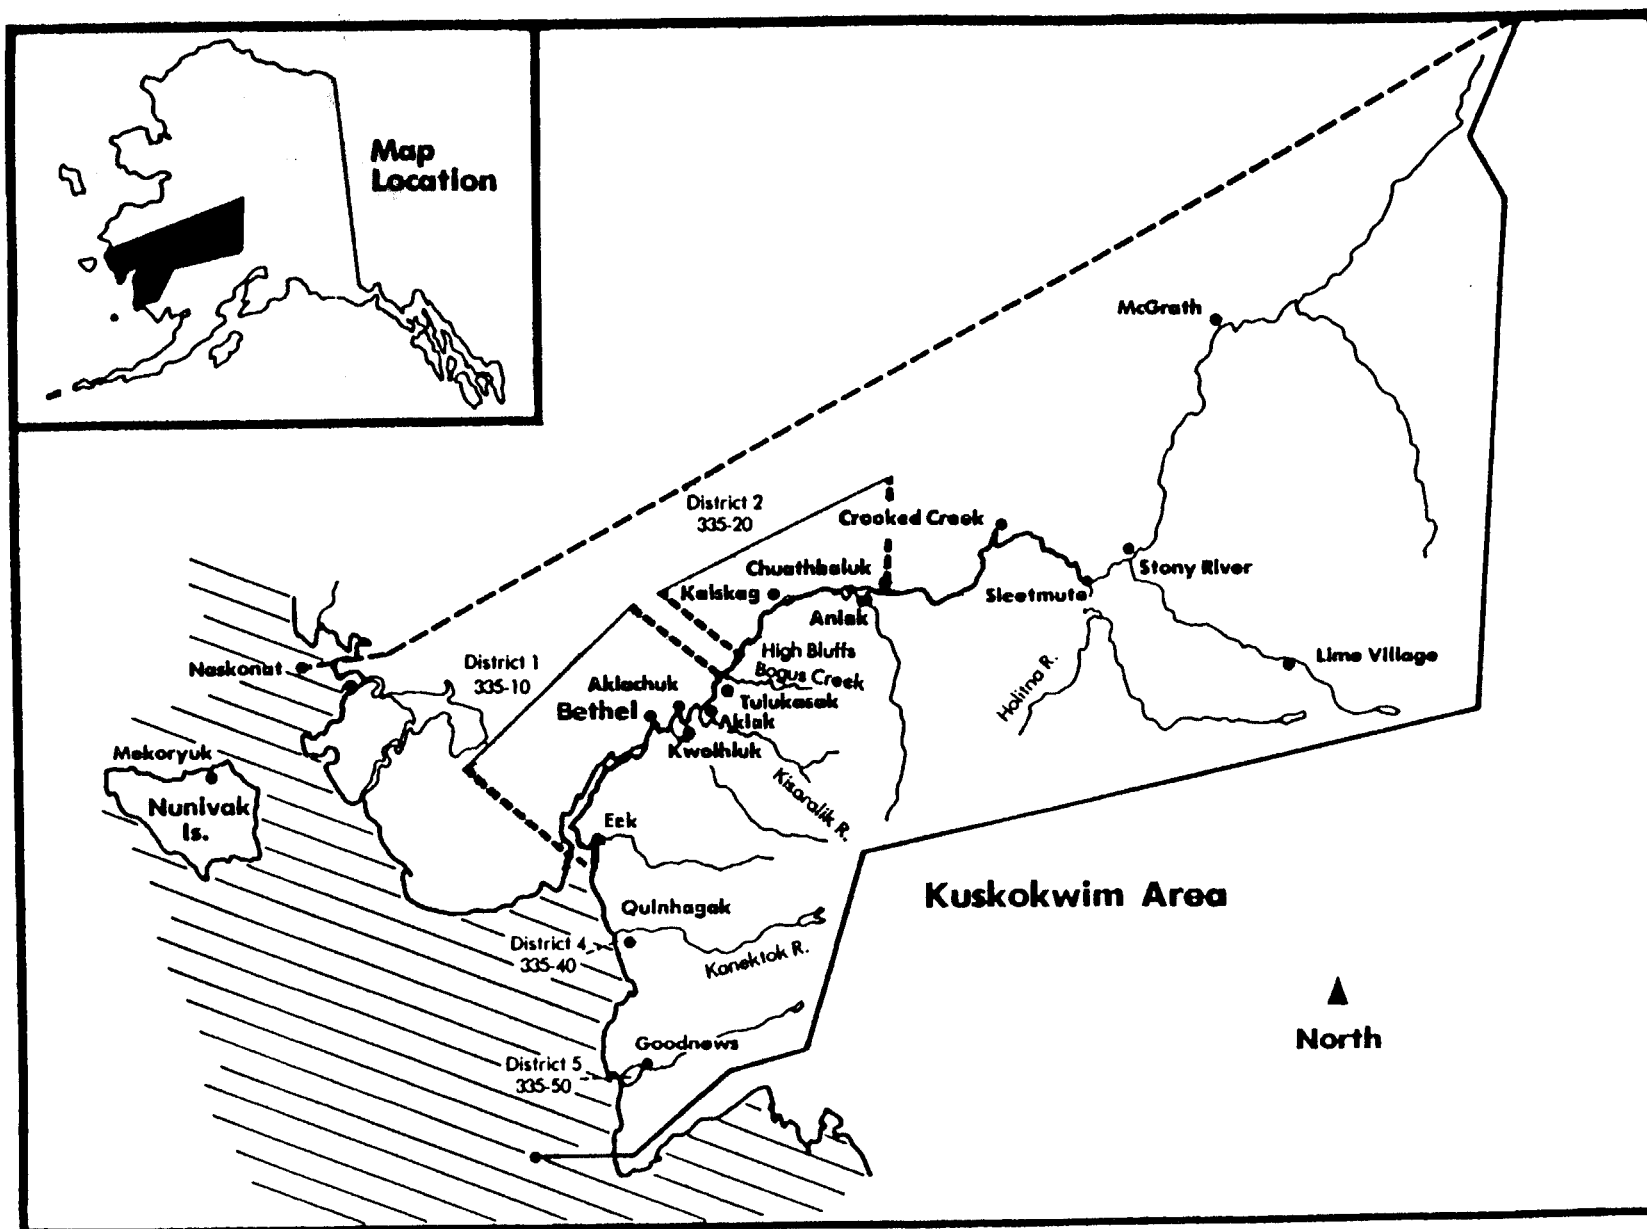 Map
Location
McGrath
District 2
335-20
Crooked Creek
Chuathbaluk
Stony River
Kalskag
Sleetmute
Aniak
High Bluffs
Lime Village
Naskonat
District 1
335-10
Bogus Creek
Holitna R.
Akiachuk
Tulukasak
Bethel
Akiak
Kwethluk
Mekoryuk
Kisaralik R.
Nunivak
Is.
Eek
Kuskokwim Area
Quinhagak
District 4
335-40
Kanektok R.
North
Goodnews
District 5
335-50